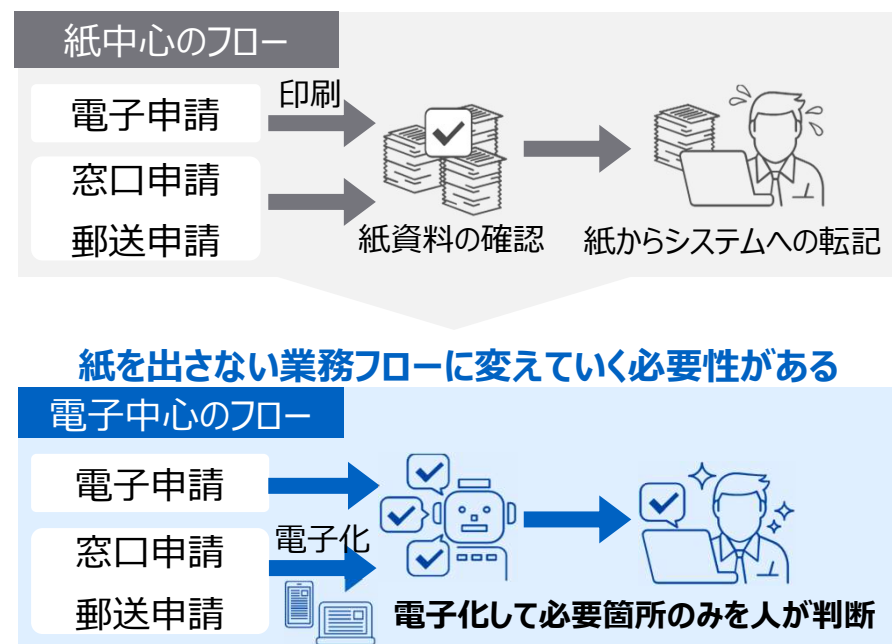 紙中心のフロー
電子申請
印刷
窓口申請
郵送申請
紙資料の確認
紙からシステムへの転記
紙を出さない業務フローに変えていく必要性がある
電子中心のフロー
電子申請
窓口申請
電子化
郵送申請
電子化して必要箇所のみを人が判断